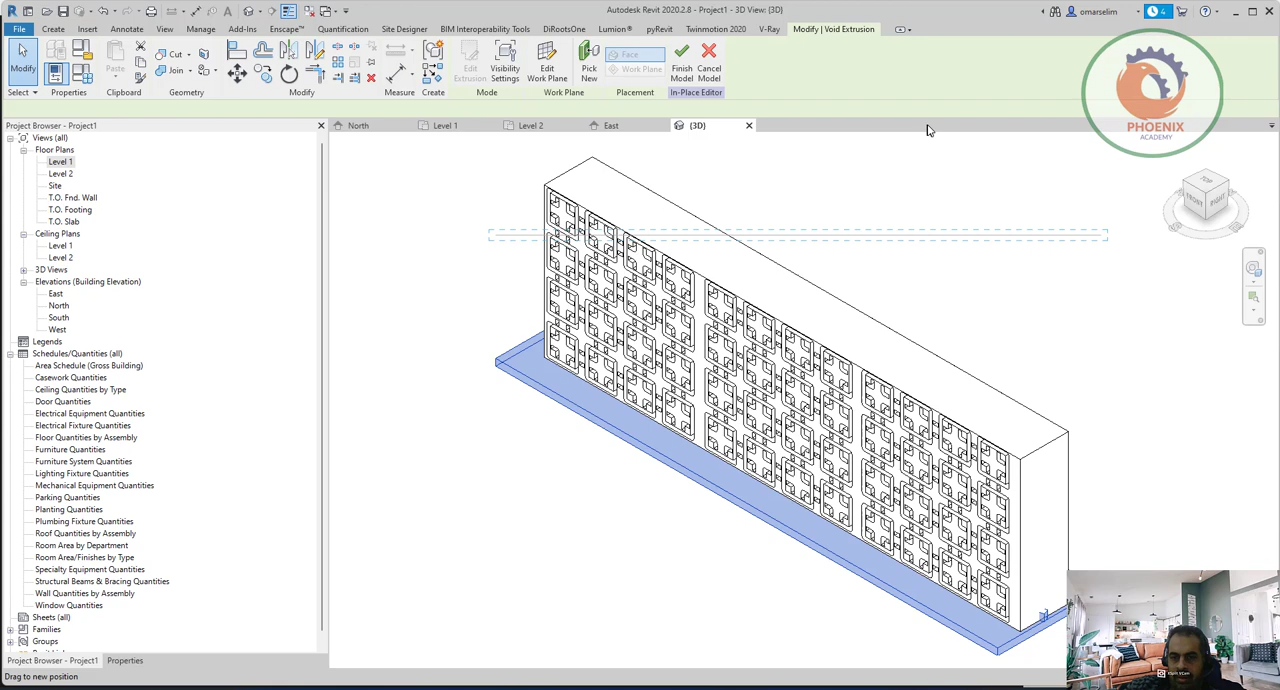 Autodesk Revit 2020.2.8 - Project1 - 3D View: {3D}
omarselim
4
File Architecture Structure Steel Precast Systems Insert Annotate Analyze Massing & Site Collaborate View Manage Add-Ins Enscape™ Quantification Site Designer BIM Interoperability Tools DiRootsOne Lumion® pyRevit Twinmotion 2020 V-Ray Modify | Void Extrusion
Modify
Select
Properties
Paste
Clipboard
Cut
Join
Geometry
Modify
Measure
Create
Edit Extrusion
Visibility Settings
Mode
Edit Work Plane
Work Plane
Pick New
Face
Work Plane
Placement
Finish Model
Cancel Model
In-Place Editor
PHOENIX
ACADEMY
Project Browser - Project1
North
Level 1
Level 2
East
{3D}
Views (all)
Floor Plans
Level 1
Level 2
Site
T.O. Fnd. Wall
T.O. Footing
T.O. Slab
Ceiling Plans
Level 1
Level 2
3D Views
Elevations (Building Elevation)
East
North
South
West
Legends
Schedules/Quantities (all)
Area Schedule (Gross Building)
Casework Quantities
Ceiling Quantities by Type
Door Quantities
Electrical Equipment Quantities
Electrical Fixture Quantities
Floor Quantities by Assembly
Furniture Quantities
Furniture System Quantities
Lighting Fixture Quantities
Mechanical Equipment Quantities
Parking Quantities
Planting Quantities
Plumbing Fixture Quantities
Roof Quantities by Assembly
Room Area by Department
Room Area/Finishes by Type
Specialty Equipment Quantities
Structural Beams & Bracing Quantities
Wall Quantities by Assembly
Window Quantities
Sheets (all)
Families
Groups
TOP
FRONT
RIGHT
Project Browser - Project1
Properties
Drag to new position
XSplit VCam